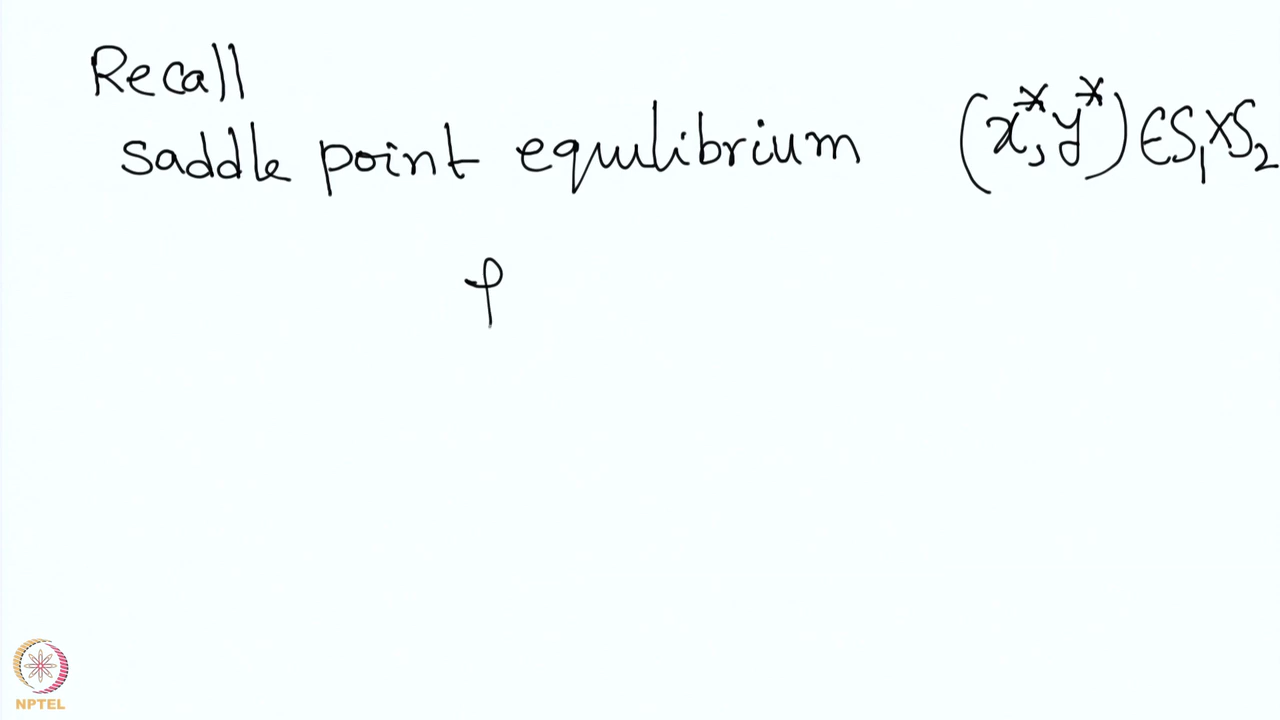 Recall
saddle point equlibrium (x*, y*) ∈ S₁×S₂
φ
NPTEL